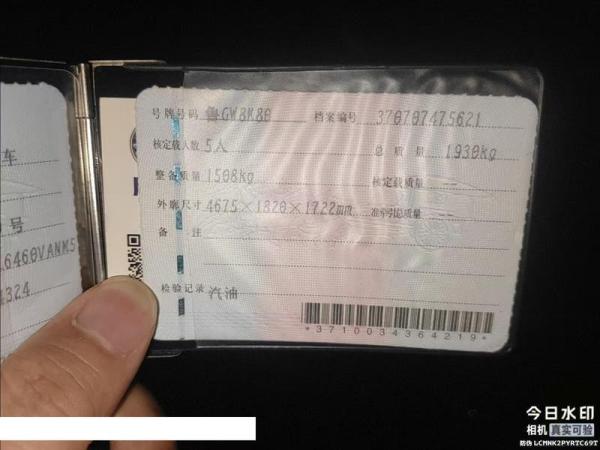 号牌号码 鲁GW8K80 档案编号 370707475621
核定载人数 5人 总质量 1930kg
整备质量 1508kg 核定载质量 --
外廓尺寸 4675×1820×1722mm 准牵引总质量 --
备注
检验记录 汽油
*3710034364219*
车
号
6460VANM5
4324
今日水印
相机 真实可验
防伪 LCMNK2PYRTC69T